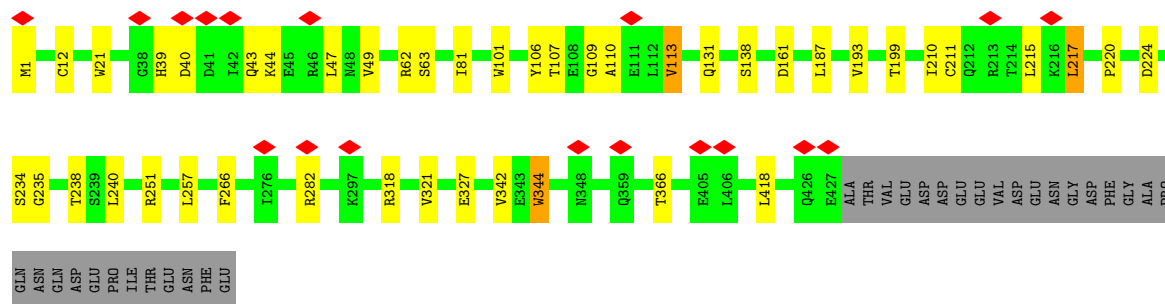 M1 C12 W21 G38 H39 D40 D41 I42 Q43 K44 E45 R46 L47 N48 V49 R62 S63 I81 W101 Y106 T107 E108 G109 A110 E111 L112 V113 Q131 S138 D161 L187 V193 T199 I210 C211 Q212 R213 T214 L215 K216 L217 P220 D224
S234 G235 T238 S239 L240 R251 L257 F266 I276 R282 K297 R318 V321 E327 V342 E343 W344 N348 Q359 T366 E405 L406 L418 Q426 E427 ALA THR VAL GLU ASP ASP GLU GLU VAL ASP GLU ASN GLY ASP PHE GLY ALA PRO
GLN ASN GLN ASP GLU PRO ILE THR GLU ASN PHE GLU